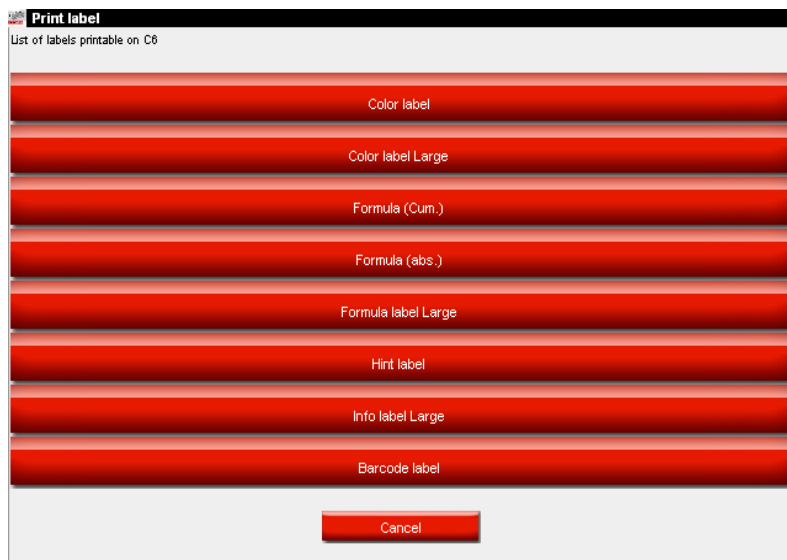 Print label
List of labels printable on C6
Color label
Color label Large
Formula (Cum.)
Formula (abs.)
Formula label Large
Hint label
Info label Large
Barcode label
Cancel